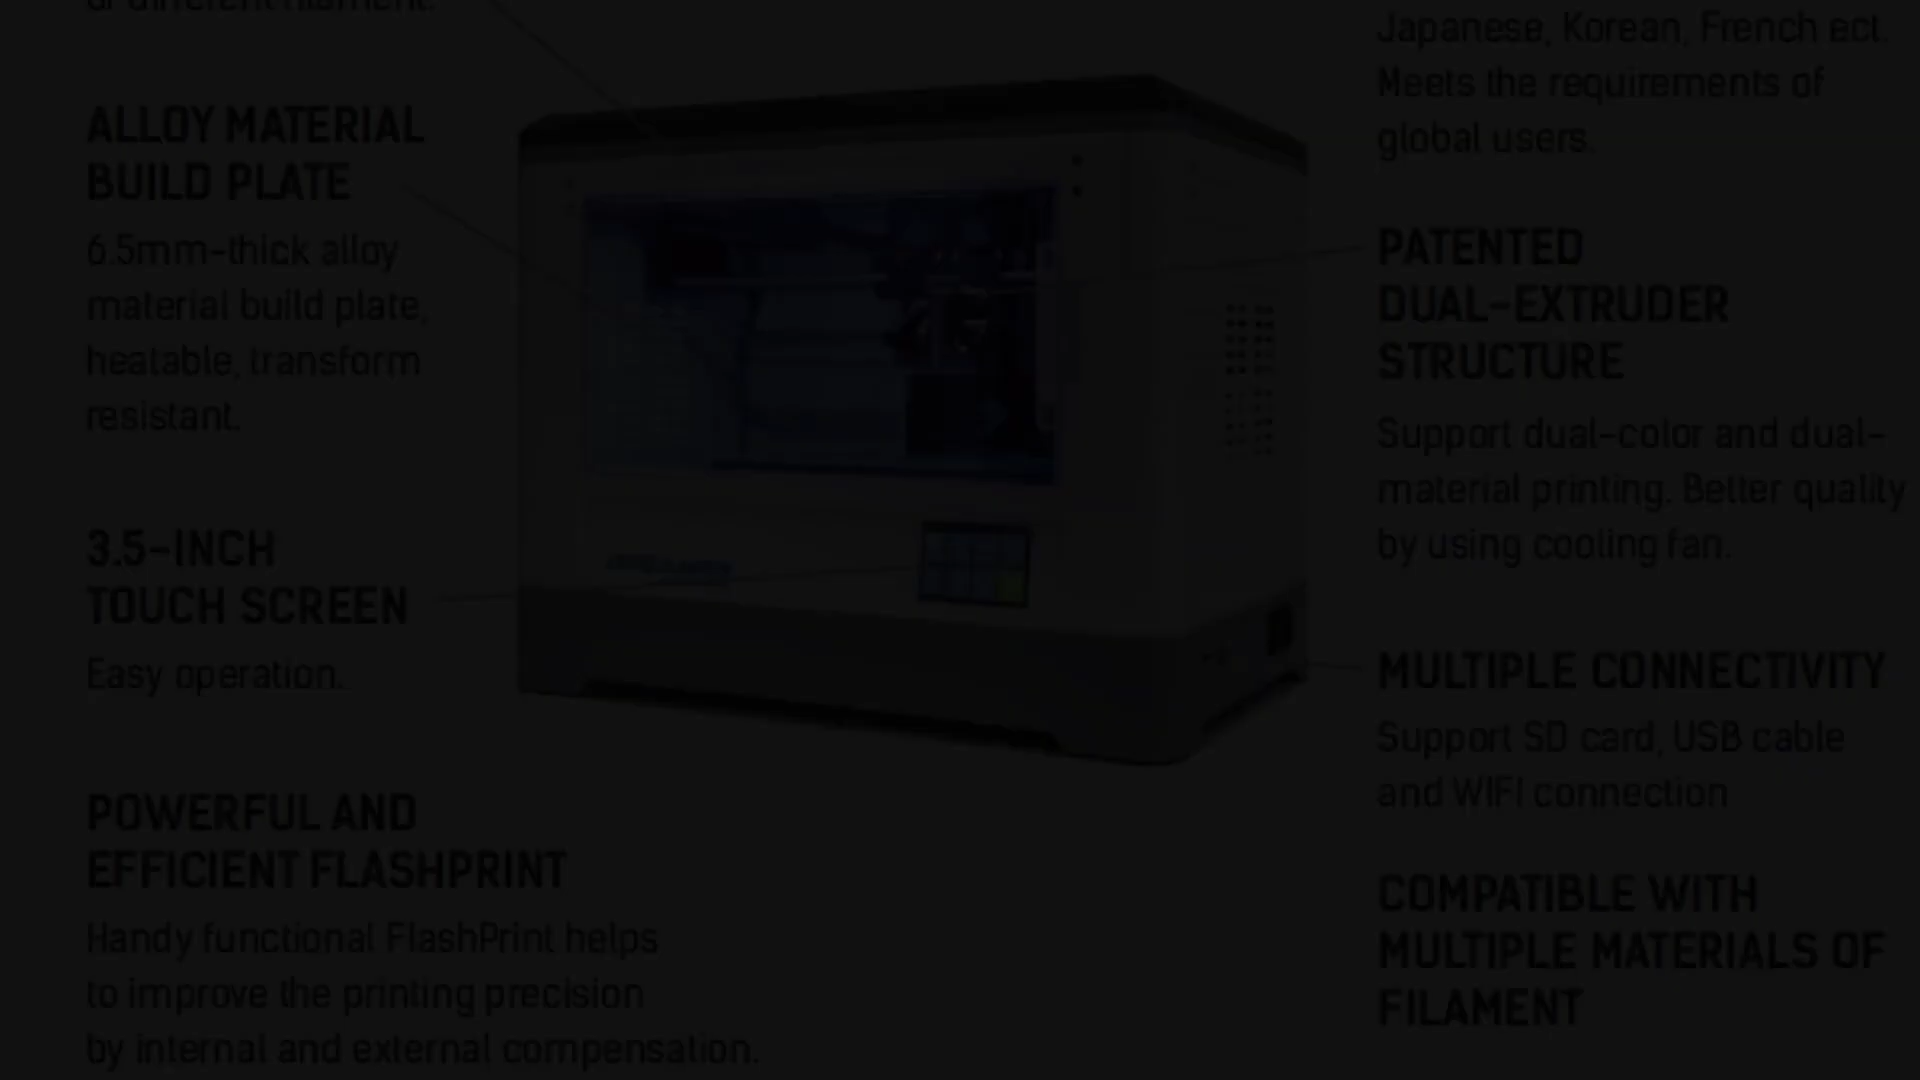 or different filament.
ALLOY MATERIAL
BUILD PLATE
6.5mm-thick alloy
material build plate,
heatable, transform
resistant.
3.5-INCH
TOUCH SCREEN
Easy operation.
POWERFUL AND
EFFICIENT FLASHPRINT
Handy functional FlashPrint helps
to improve the printing precision
by internal and external compensation.
Japanese, Korean, French ect.
Meets the requirements of
global users.
PATENTED
DUAL-EXTRUDER
STRUCTURE
Support dual-color and dual-
material printing. Better quality
by using cooling fan.
MULTIPLE CONNECTIVITY
Support SD card, USB cable
and WIFI connection
COMPATIBLE WITH
MULTIPLE MATERIALS OF
FILAMENT